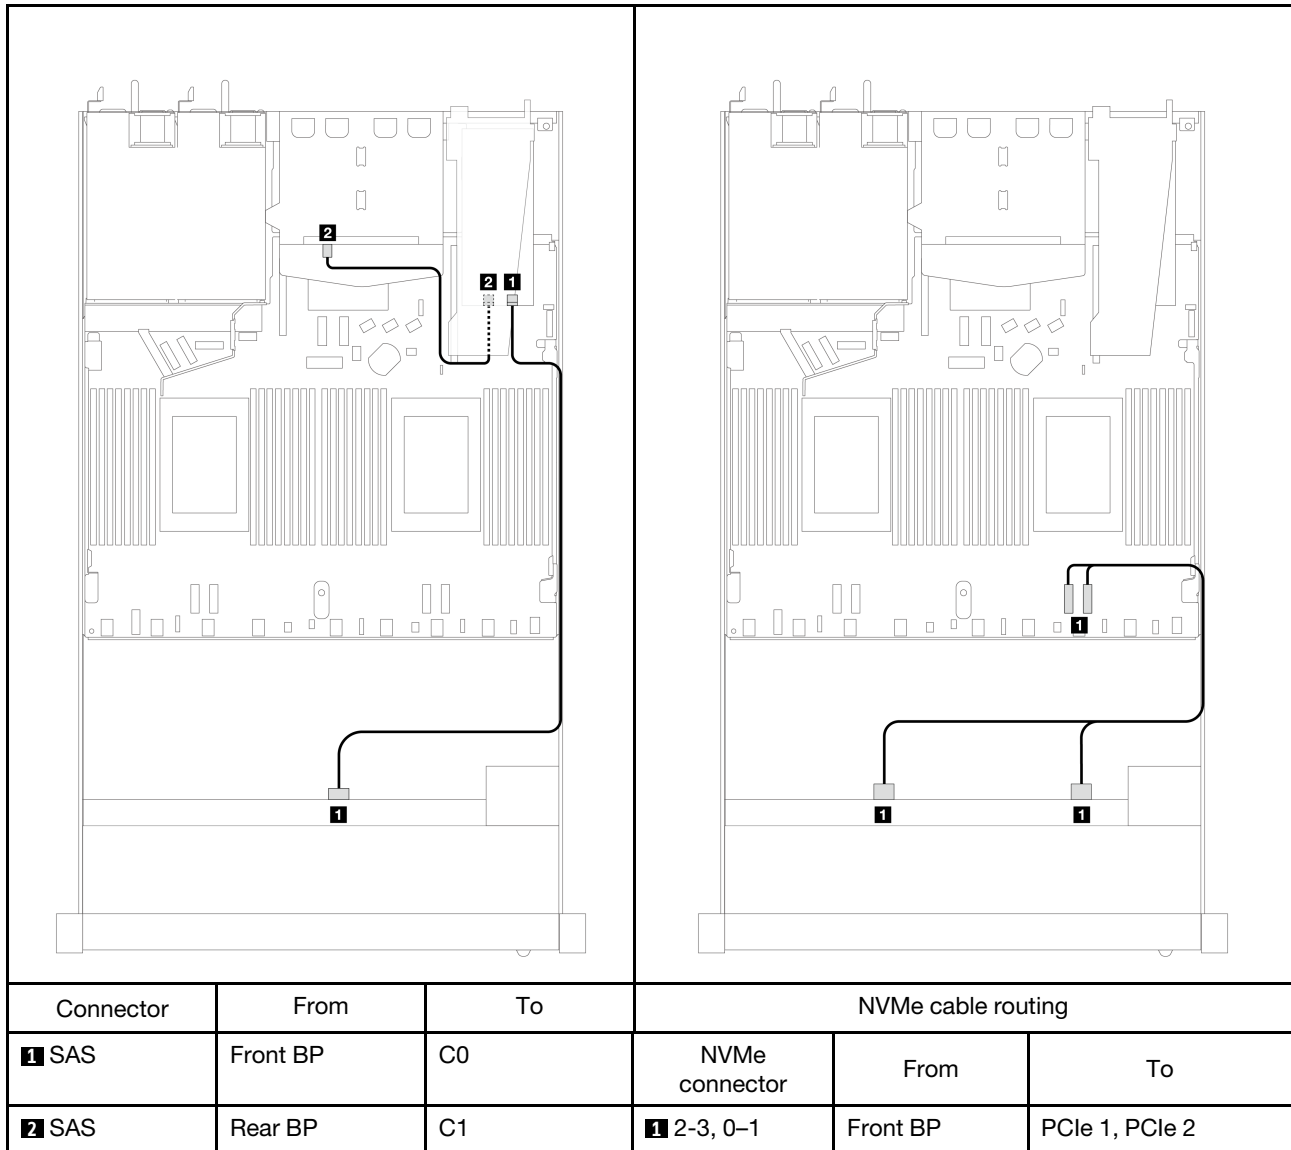 2
2 1
1
1
1 1
Connector From To NVMe cable routing
1 SAS Front BP C0 NVMe connector From To
2 SAS Rear BP C1 1 2-3, 0–1 Front BP PCIe 1, PCIe 2